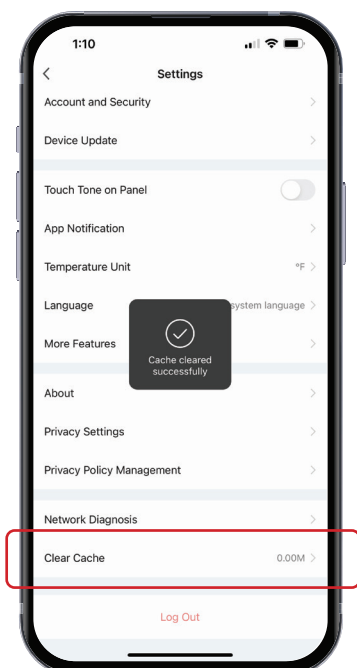 1:10
Settings
Account and Security
Device Update
Touch Tone on Panel
App Notification
Temperature Unit °F
Language system language
More Features
Cache cleared
successfully
About
Privacy Settings
Privacy Policy Management
Network Diagnosis
Clear Cache 0.00M
Log Out